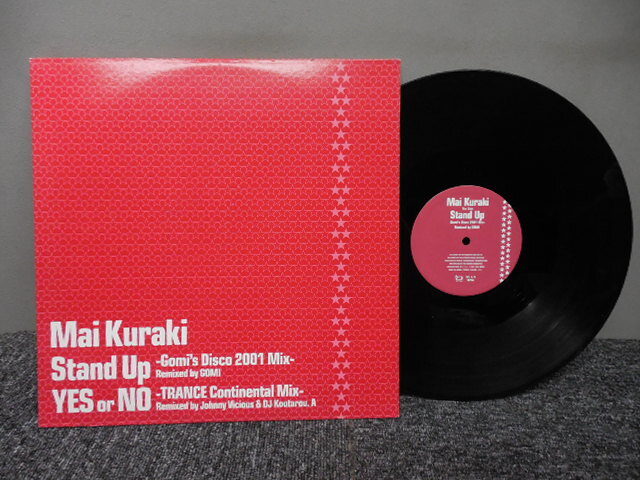 Mai Kuraki
Stand Up -Gomi's Disco 2001 Mix-
Remixed by GOMI
YES or NO -TRANCE Continental Mix-
Remixed by Johnny Vicious & DJ Koutarou. A
Mai Kuraki
Stand Up
Gomi's Disco 2001 Mix-
Remixed by GOMI